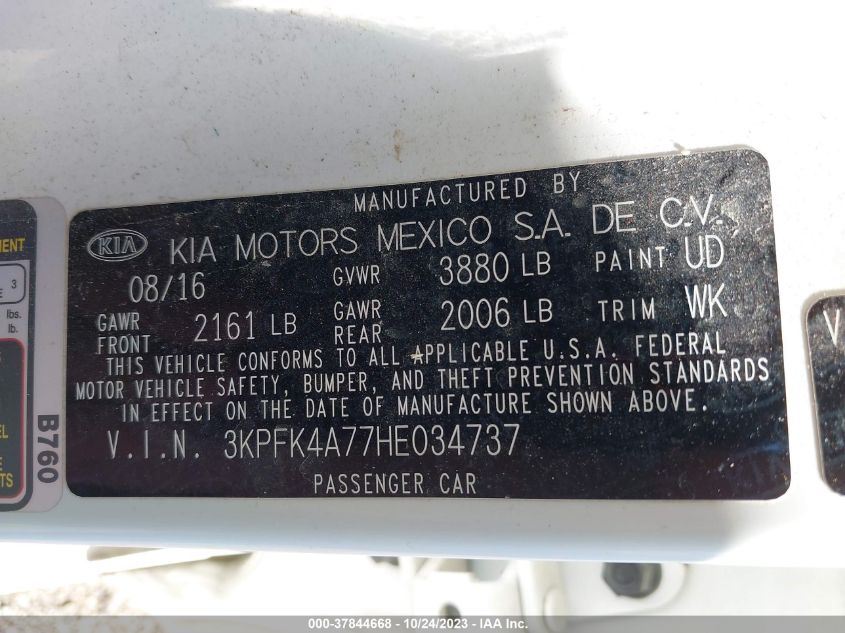 MANUFACTURED BY
KIA KIA MOTORS MEXICO S.A. DE C.V.
08/16 GVWR 3880 LB PAINT UD
GAWR FRONT 2161 LB GAWR REAR 2006 LB TRIM WK
THIS VEHICLE CONFORMS TO ALL APPLICABLE U.S.A. FEDERAL
MOTOR VEHICLE SAFETY, BUMPER, AND THEFT PREVENTION STANDARDS
IN EFFECT ON THE DATE OF MANUFACTURE SHOWN ABOVE.
V.I.N. 3KPFK4A77HE034737
PASSENGER CAR
B760
3
lbs.
lb.
000-37844668 - 10/24/2023 - IAA Inc.